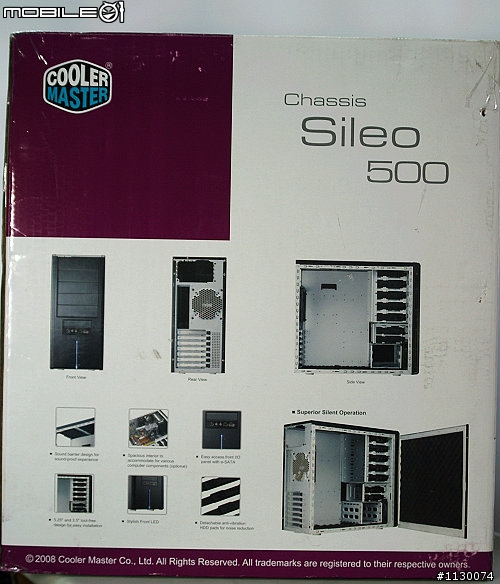 MOBILE01
COOLER
MASTER
®
Chassis
Sileo
500
Front View
Rear View
Side View
Sound barrier design for
soundproof experience
Spacious interior to
accommodate for various
computer components (optional)
Easy access front I/O
panel with e-SATA
Superior Silent Operation
5.25" and 3.5" tool-free
design for easy installation
Stylish Front LED
Detachable anti-vibration
HDD pads for noise reduction
© 2008 Cooler Master Co., Ltd. All Rights Reserved. All trademarks are registered to their respective owners.
#1130074